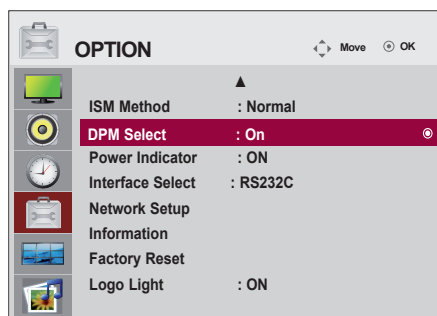 OPTION Move OK
ISM Method : Normal
DPM Select : On
Power Indicator : ON
Interface Select : RS232C
Network Setup
Information
Factory Reset
Logo Light : ON